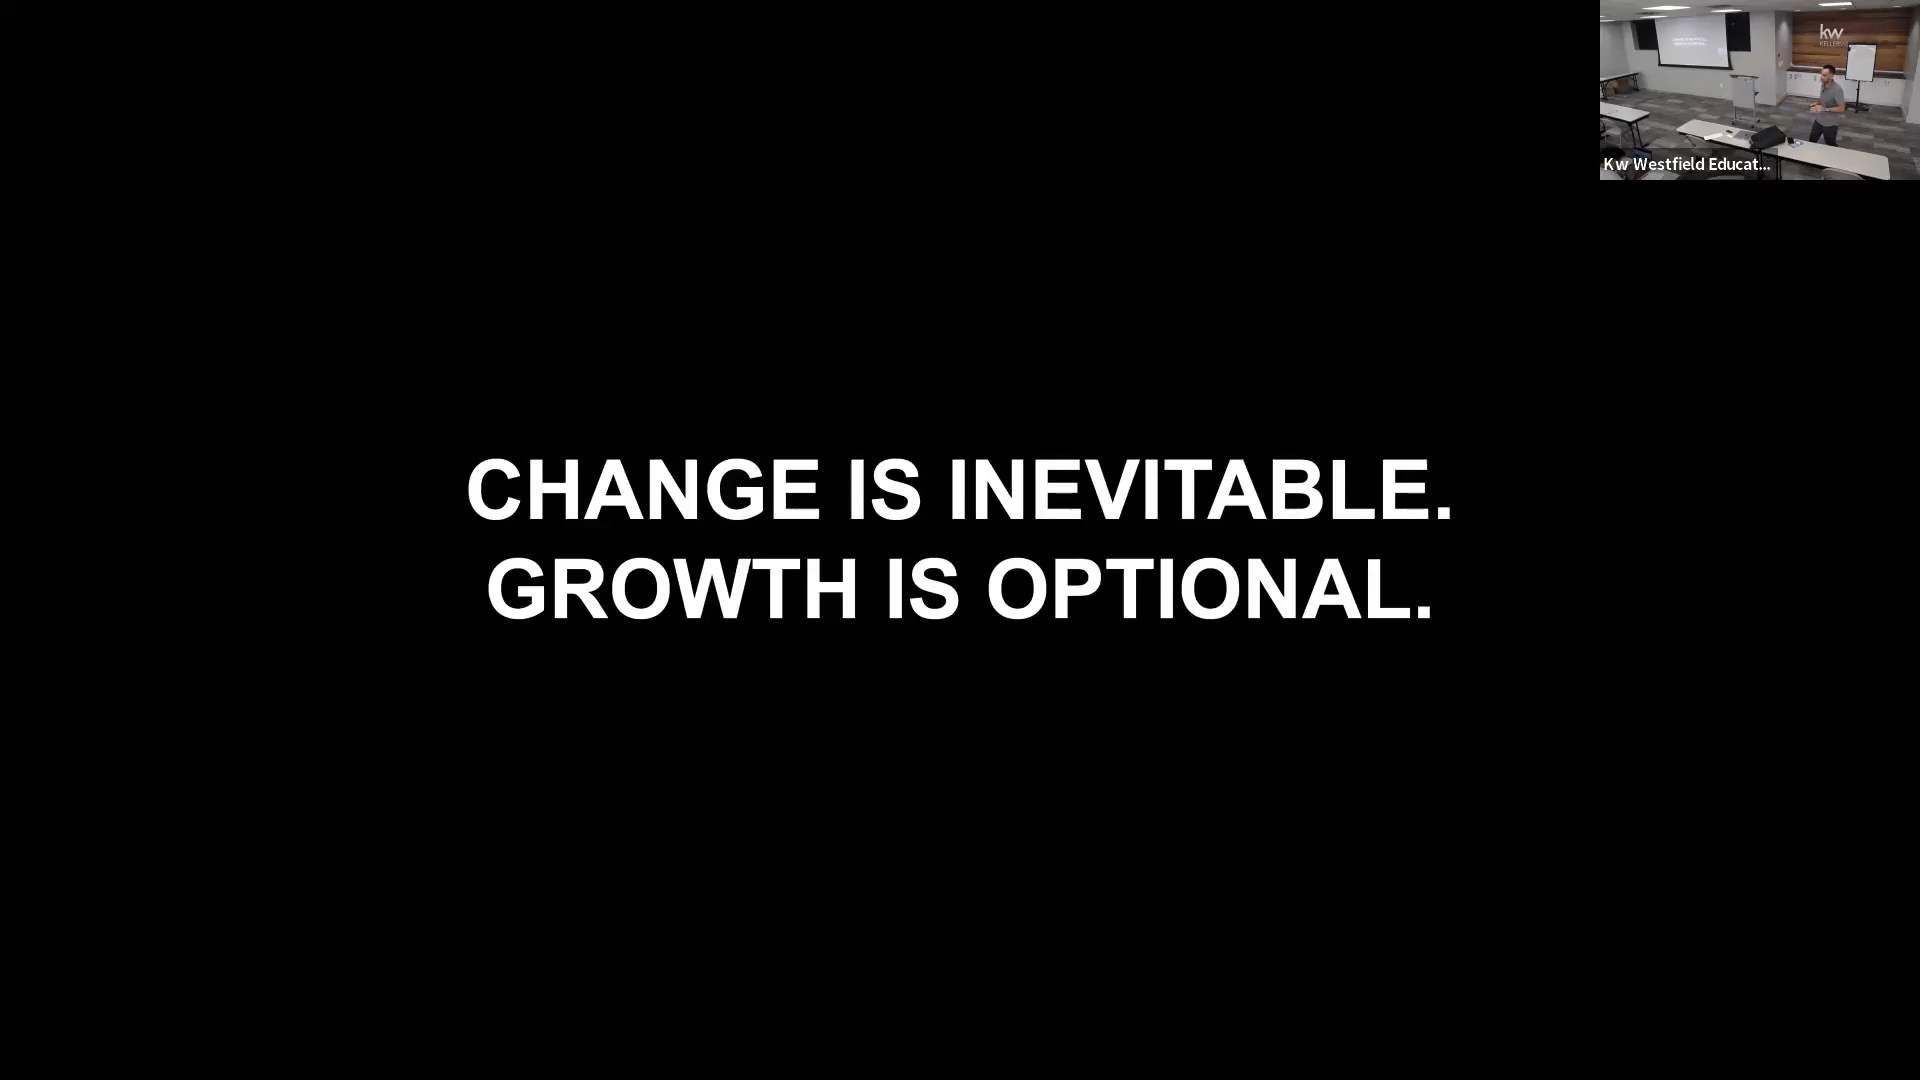 CHANGE IS INEVITABLE.
GROWTH IS OPTIONAL.
kw
Kw Westfield Educat...